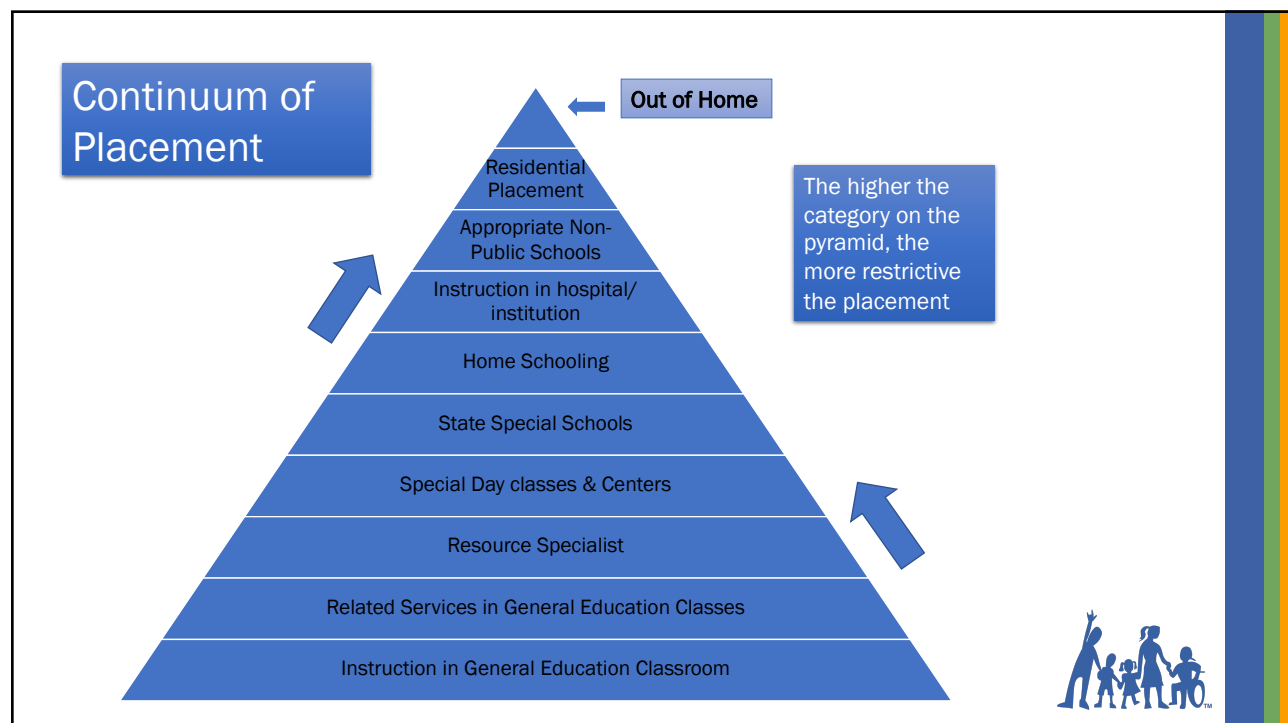 Continuum of
Placement
Out of Home
The higher the
category on the
pyramid, the
more restrictive
the placement
Residential
Placement
Appropriate Non-
Public Schools
Instruction in hospital/
institution
Home Schooling
State Special Schools
Special Day classes & Centers
Resource Specialist
Related Services in General Education Classes
Instruction in General Education Classroom
TM